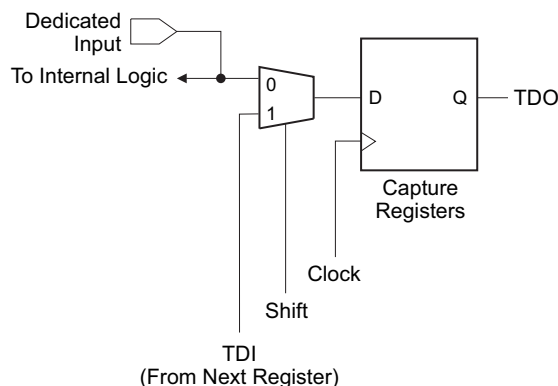 Dedicated
Input
To Internal Logic
0
1
D
Q
TDO
Capture
Registers
Clock
Shift
TDI
(From Next Register)